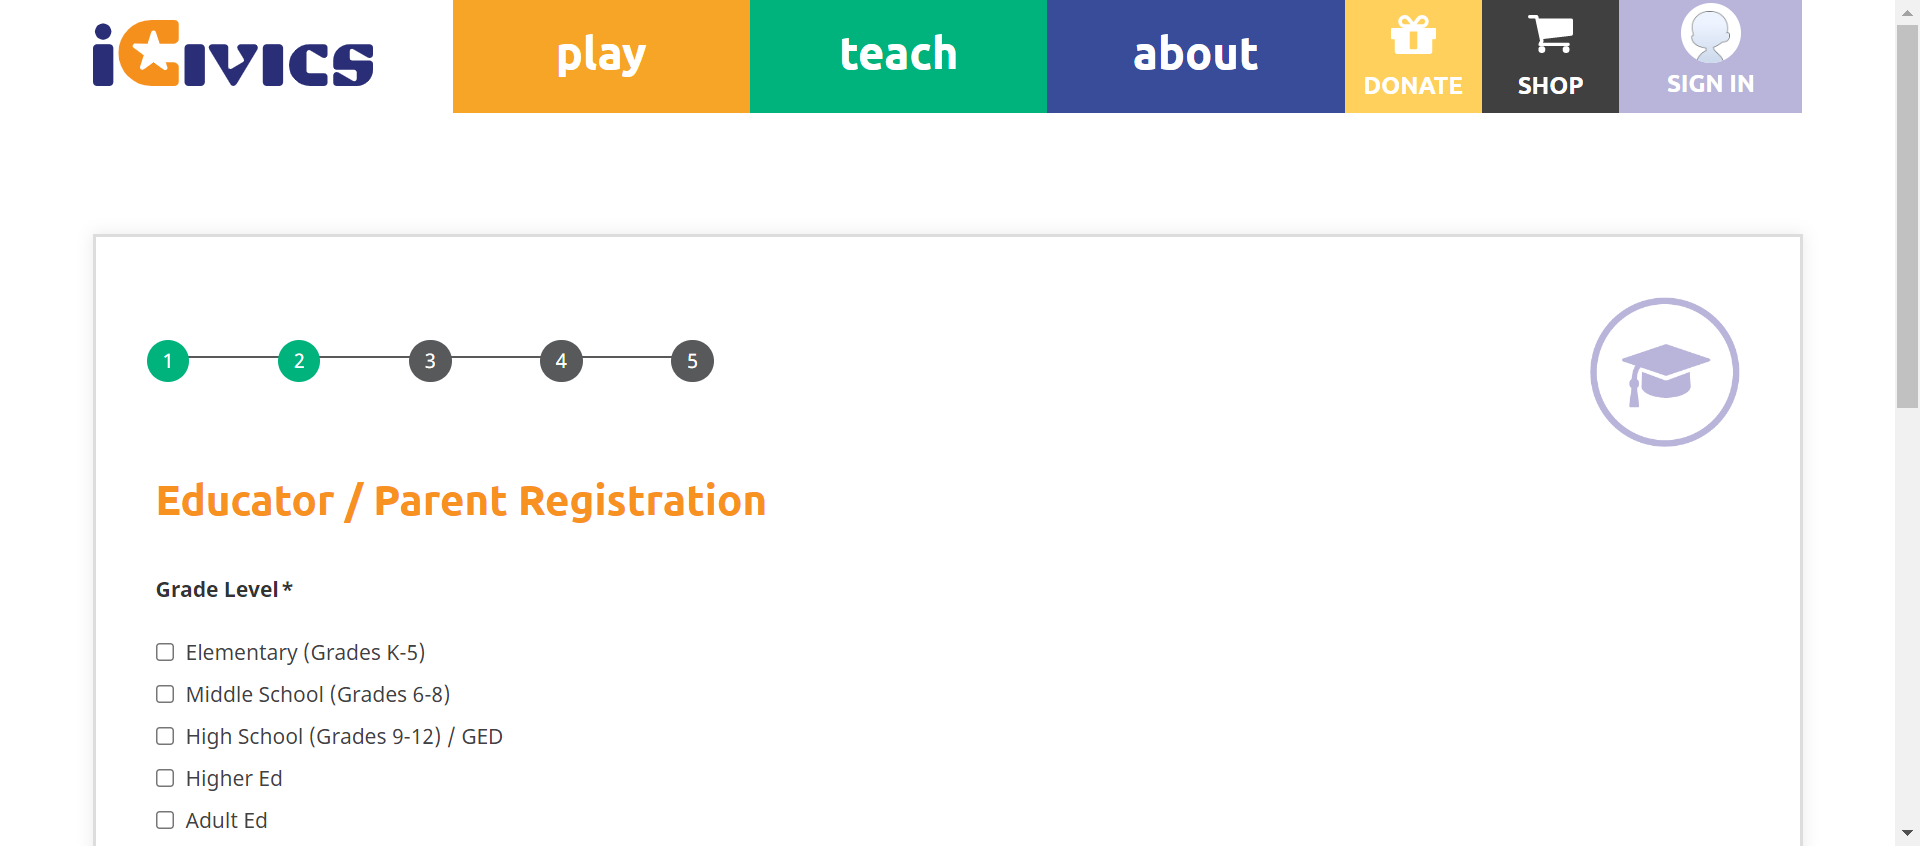 iCivics
play
teach
about
DONATE
SHOP
SIGN IN
1 2 3 4 5
Educator / Parent Registration
Grade Level *
Elementary (Grades K-5)
Middle School (Grades 6-8)
High School (Grades 9-12) / GED
Higher Ed
Adult Ed